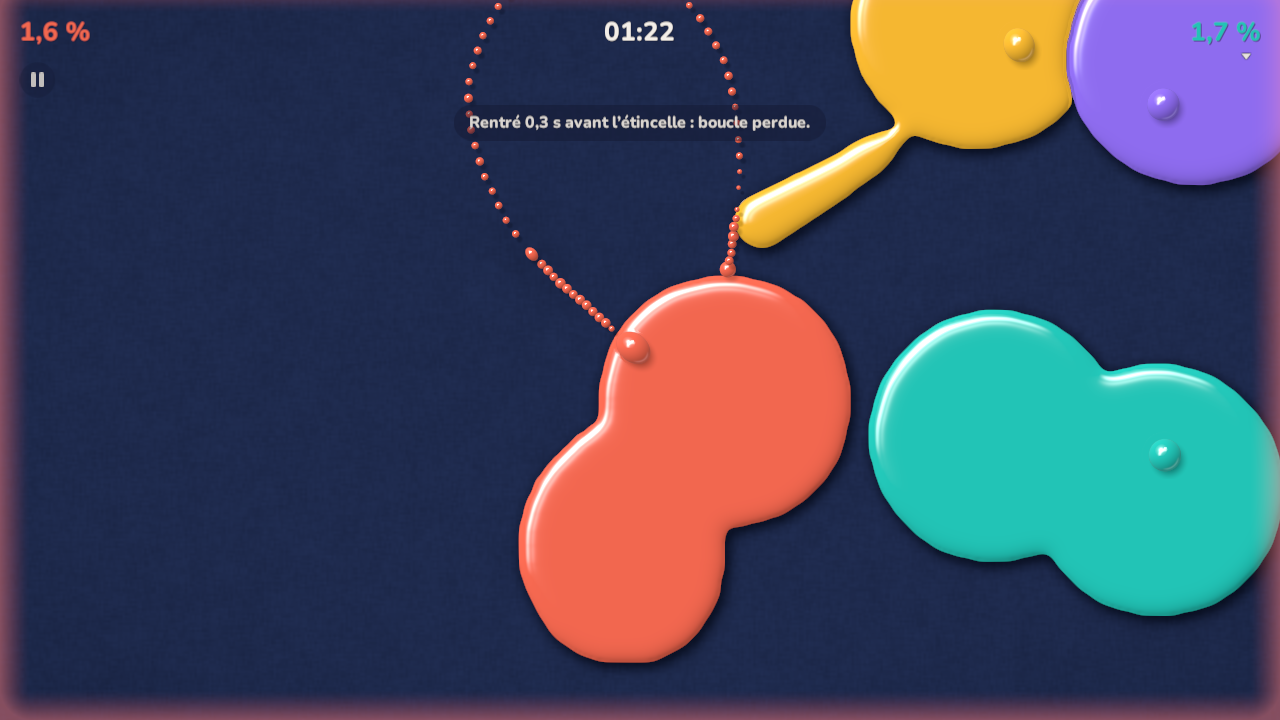 1,6 %
01:22
1,7 %
Rentré 0,3 s avant l’étincelle : boucle perdue.